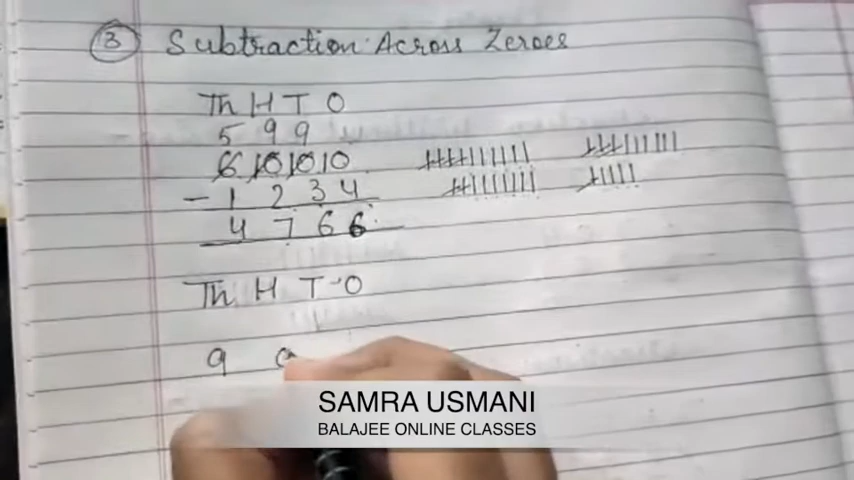 3 Subtraction Across Zeroes
Th H T O
5 9 9
6 10 10 10
- 1 2 3 4
4 7 6 6
Th H T O
9
SAMRA USMANI
BALAJEE ONLINE CLASSES